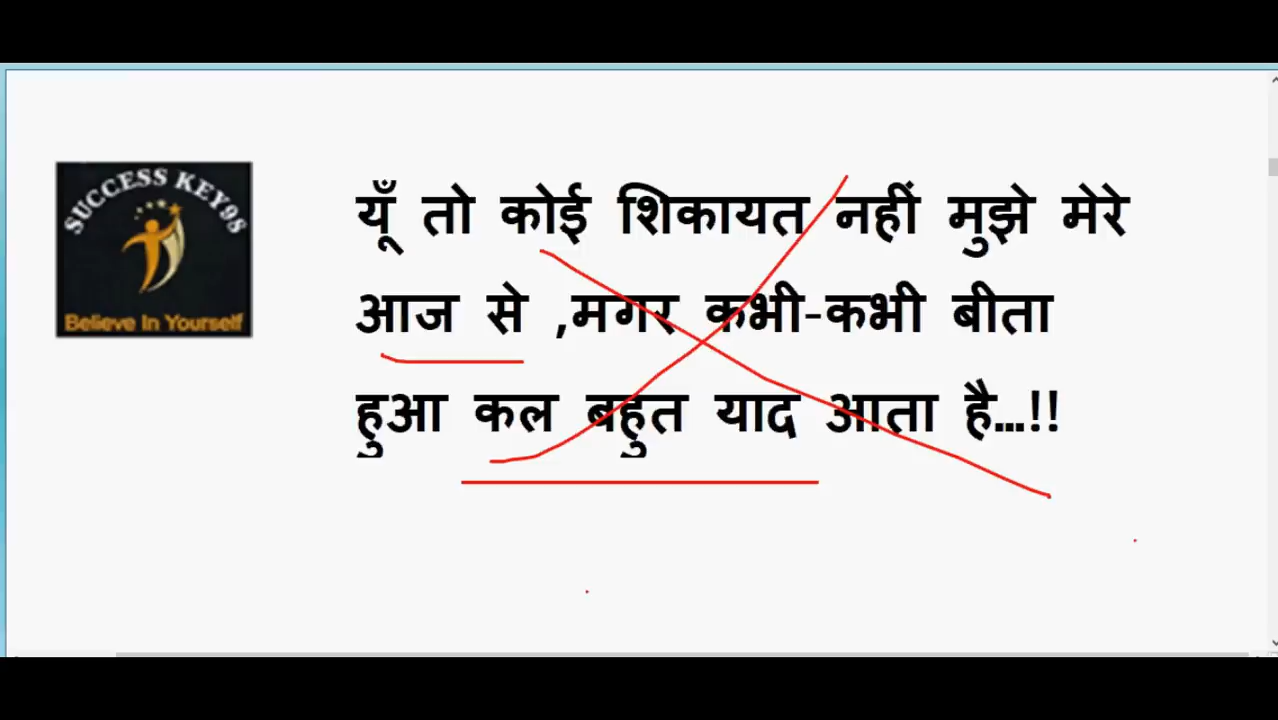 SUCCESS KEY98
Believe In Yourself
यूँ तो कोई शिकायत नहीं मुझे मेरे
आज से ,मगर कभी-कभी बीता
हुआ कल बहुत याद आता है...!!